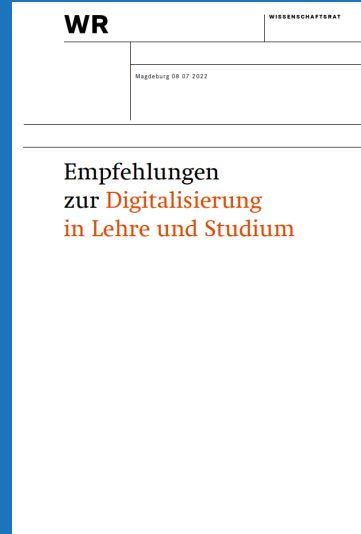 WR
WISSENSCHAFTSRAT
Magdeburg 08 07 2022
Empfehlungen
zur Digitalisierung
in Lehre und Studium